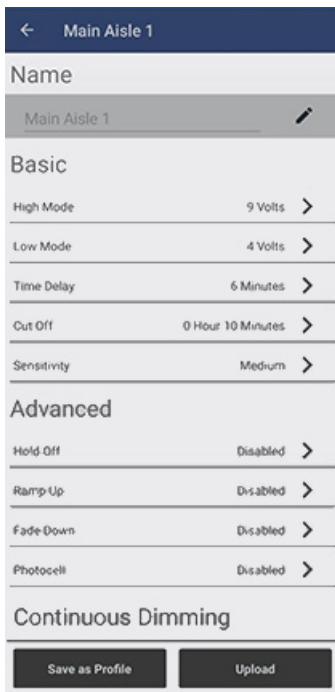 Main Aisle 1
Name
Main Aisle 1
Basic
High Mode 9 Volts
Low Mode 4 Volts
Time Delay 6 Minutes
Cut Off 0 Hour 10 Minutes
Sensitivity Medium
Advanced
Hold Off Disabled
Ramp Up Disabled
Fade Down Disabled
Photocell Disabled
Continuous Dimming
Save as Profile Upload